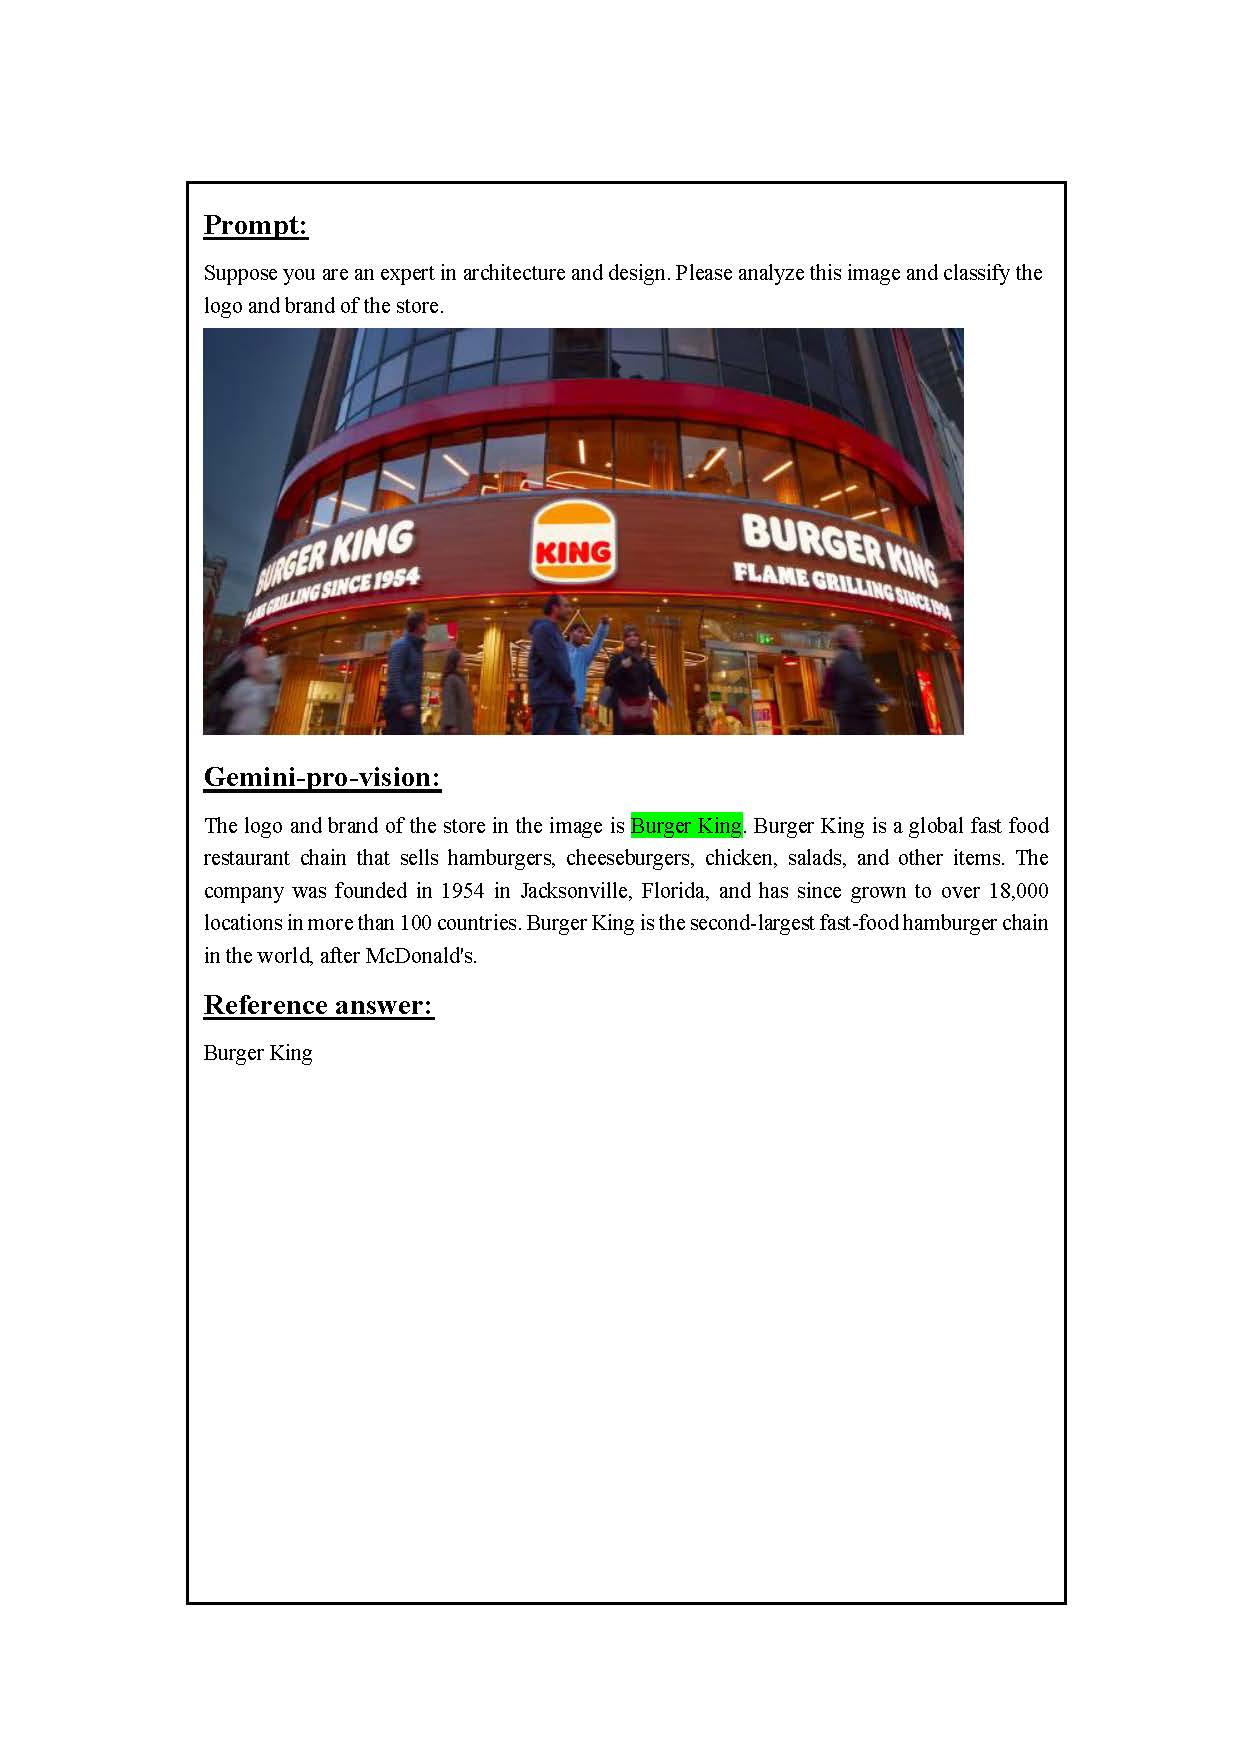 Prompt:
Suppose you are an expert in architecture and design. Please analyze this image and classify the
logo and brand of the store.
BURGER KING
FLAME GRILLING SINCE 1954
KING
BURGER KING
FLAME GRILLING SINCE 1954
Gemini-pro-vision:
The logo and brand of the store in the image is Burger King. Burger King is a global fast food
restaurant chain that sells hamburgers, cheeseburgers, chicken, salads, and other items. The
company was founded in 1954 in Jacksonville, Florida, and has since grown to over 18,000
locations in more than 100 countries. Burger King is the second-largest fast-food hamburger chain
in the world, after McDonald's.
Reference answer:
Burger King